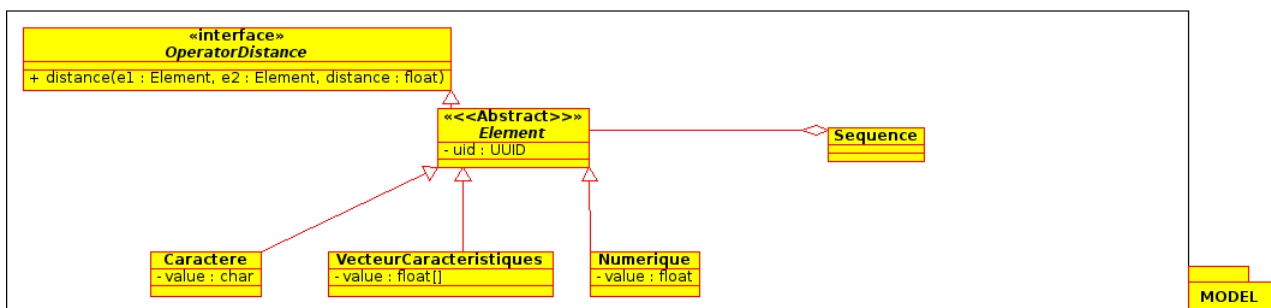 «interface»
OperatorDistance
+ distance(e1 : Element, e2 : Element, distance : float)
«<<Abstract>>»
Element
- uid : UUID
Sequence
Caractere
- value : char
VecteurCaracteristiques
- value : float[]
Numerique
- value : float
MODEL